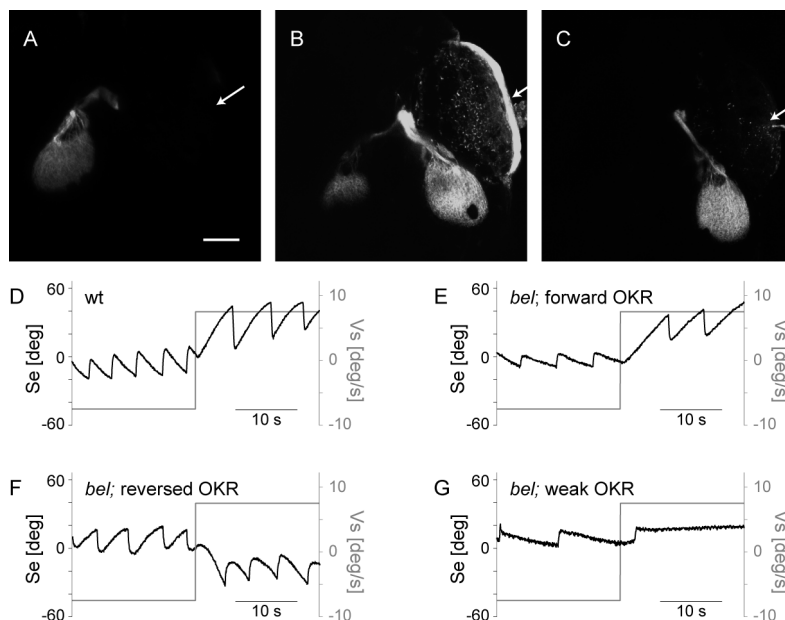 A
B
C
D
wt
60
0
-60
Se [deg]
10
0
-10
Vs [deg/s]
10 s
E
bel; forward OKR
60
0
-60
Se [deg]
10
0
-10
Vs [deg/s]
10 s
F
bel; reversed OKR
60
0
-60
Se [deg]
10
0
-10
Vs [deg/s]
10 s
G
bel; weak OKR
60
0
-60
Se [deg]
10
0
-10
Vs [deg/s]
10 s